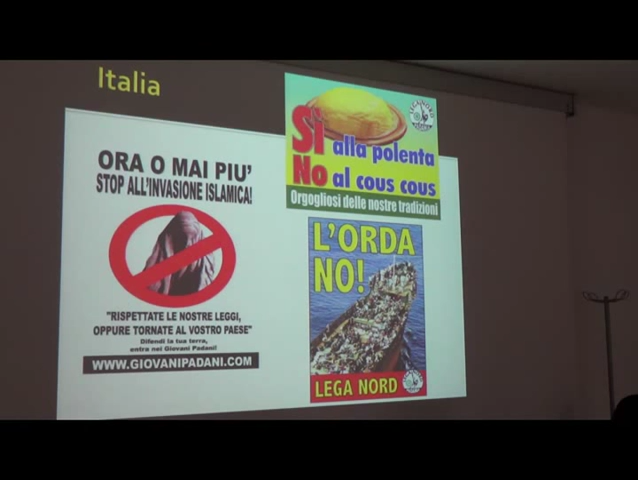 Italia
ORA O MAI PIU'
STOP ALL'INVASIONE ISLAMICA!
"RISPETTATE LE NOSTRE LEGGI,
OPPURE TORNATE AL VOSTRO PAESE"
Difendi la tua terra,
entra nei Giovani Padani!
WWW.GIOVANIPADANI.COM
Sì alla polenta
No al cous cous
Orgogliosi delle nostre tradizioni
L'ORDA
NO!
LEGA NORD